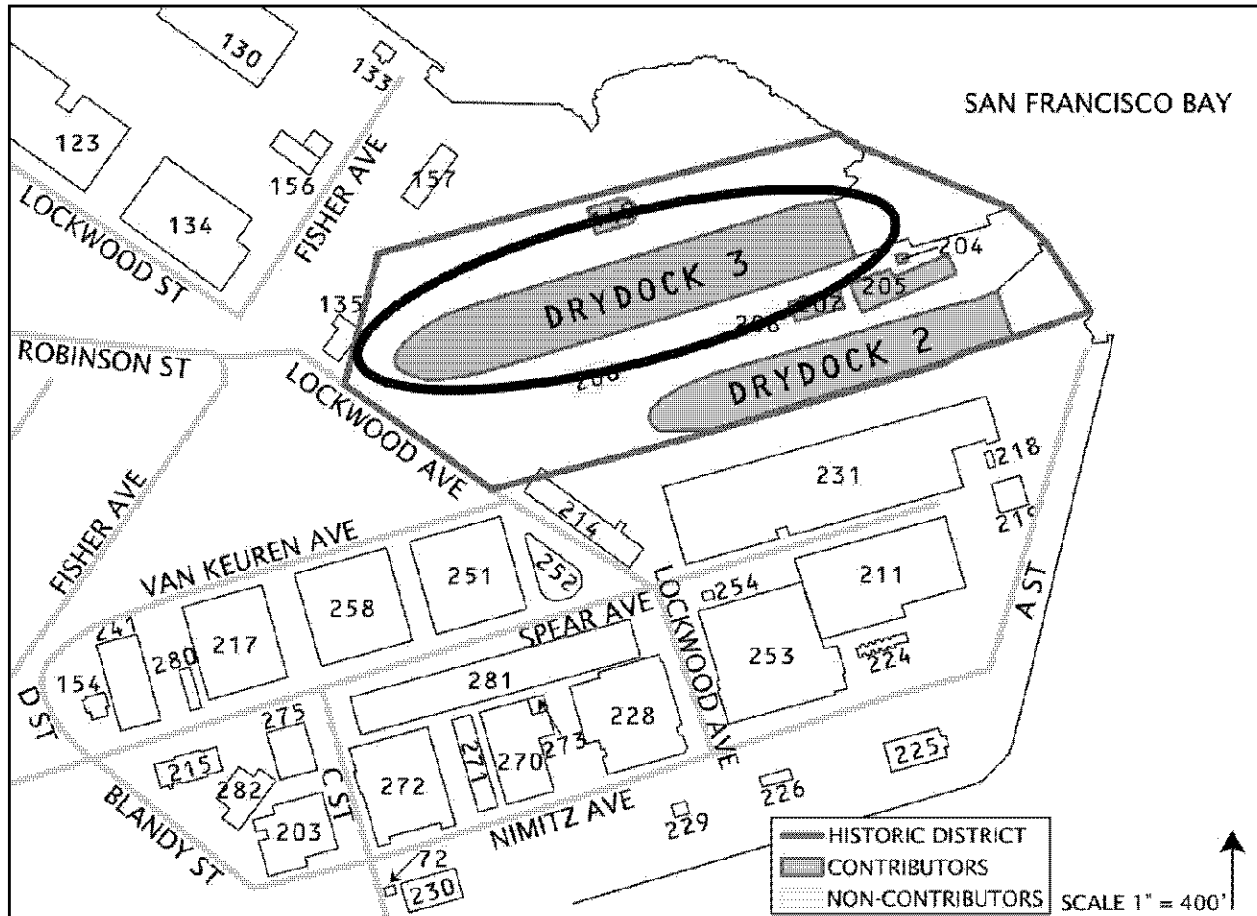 130
133
SAN FRANCISCO BAY
123
156
FISHER AVE
157
LOCKWOOD ST
134
204
DRYDOCK 3
205
202
135
ROBINSON ST
DRYDOCK 2
LOCKWOOD AVE
231
218
FISHER AVE
214
VAN KEUREN AVE
251
252
211
258
254
LOCKWOOD AVE
A ST
241
217
SPEAR AVE
280
253
224
154
281
D ST
275
228
273
225
215
271
270
272
282
C ST
226
BLANDY ST
203
NIMITZ AVE
229
72
230
HISTORIC DISTRICT
CONTRIBUTORS
NON-CONTRIBUTORS
SCALE 1" = 400'